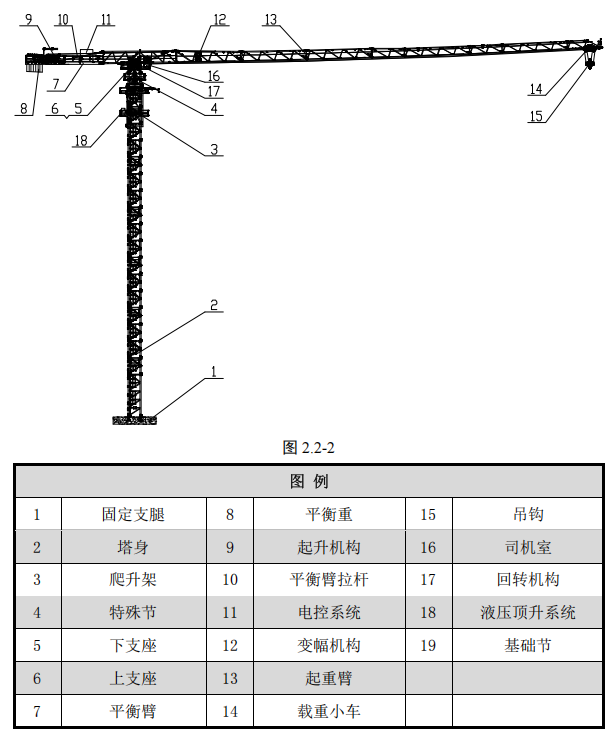 9 10 11 12 13
7 16 14
8 6 5 17 4 15
18 3
2
1
图 2.2-2
图 例
1 固定支腿 8 平衡重 15 吊钩
2 塔身 9 起升机构 16 司机室
3 爬升架 10 平衡臂拉杆 17 回转机构
4 特殊节 11 电控系统 18 液压顶升系统
5 下支座 12 变幅机构 19 基础节
6 上支座 13 起重臂
7 平衡臂 14 载重小车